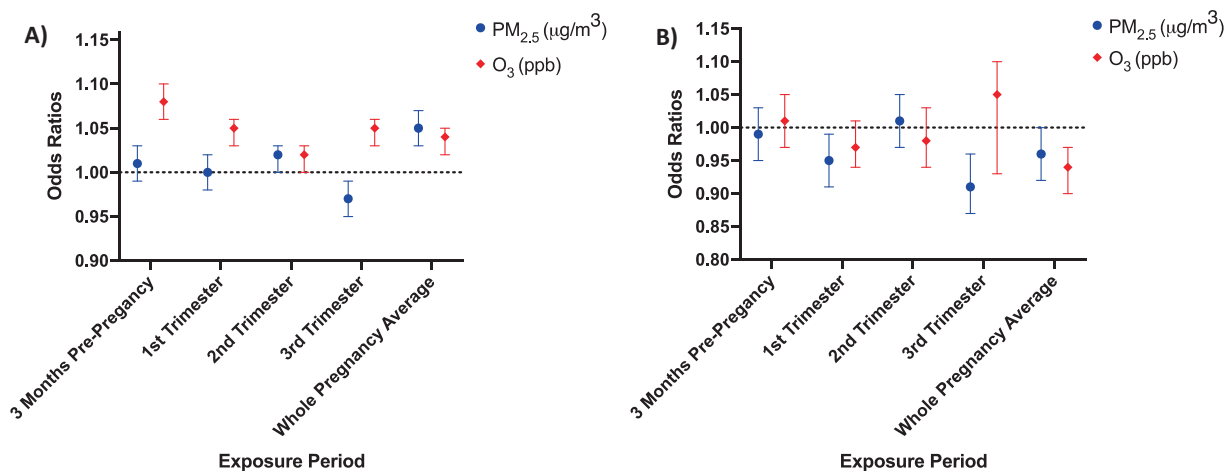 A)
PM2.5 (μg/m3)
O3 (ppb)
Odds Ratios
1.15
1.10
1.05
1.00
0.95
0.90
3 Months Pre-Pregancy
1st Trimester
2nd Trimester
3rd Trimester
Whole Pregnancy Average
Exposure Period
B)
PM2.5 (μg/m3)
O3 (ppb)
Odds Ratios
1.15
1.10
1.05
1.00
0.95
0.90
0.85
0.80
3 Months Pre-Pregancy
1st Trimester
2nd Trimester
3rd Trimester
Whole Pregnancy Average
Exposure Period